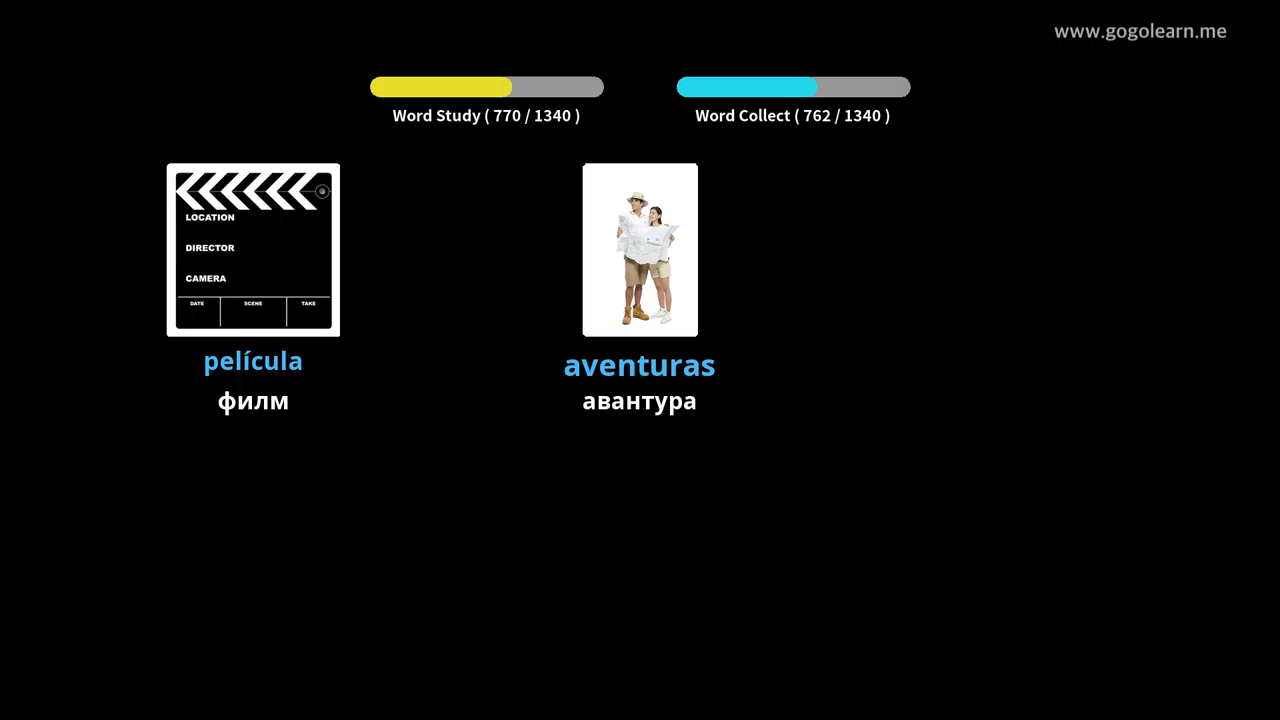 www.gogolearn.me
Word Study ( 770 / 1340 )
Word Collect ( 762 / 1340 )
LOCATION
DIRECTOR
CAMERA
DATE SCENE TAKE
película
филм
aventuras
авантура